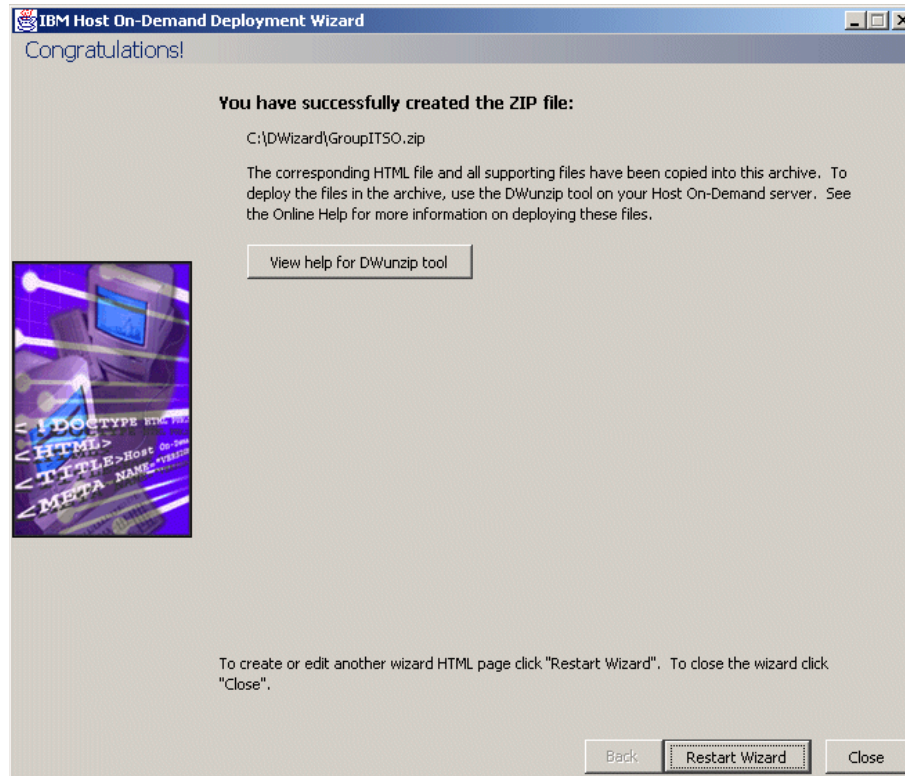 IBM Host On-Demand Deployment Wizard
Congratulations!
You have successfully created the ZIP file:
C:\DWizard\GroupITSO.zip
The corresponding HTML file and all supporting files have been copied into this archive. To
deploy the files in the archive, use the DWunzip tool on your Host On-Demand server. See
the Online Help for more information on deploying these files.
View help for DWunzip tool
<!DOCTYPE HTML
<HTML>
<TITLE>Host On-Dema
<META NAME="VERSION
To create or edit another wizard HTML page click "Restart Wizard". To close the wizard click
"Close".
Back Restart Wizard Close